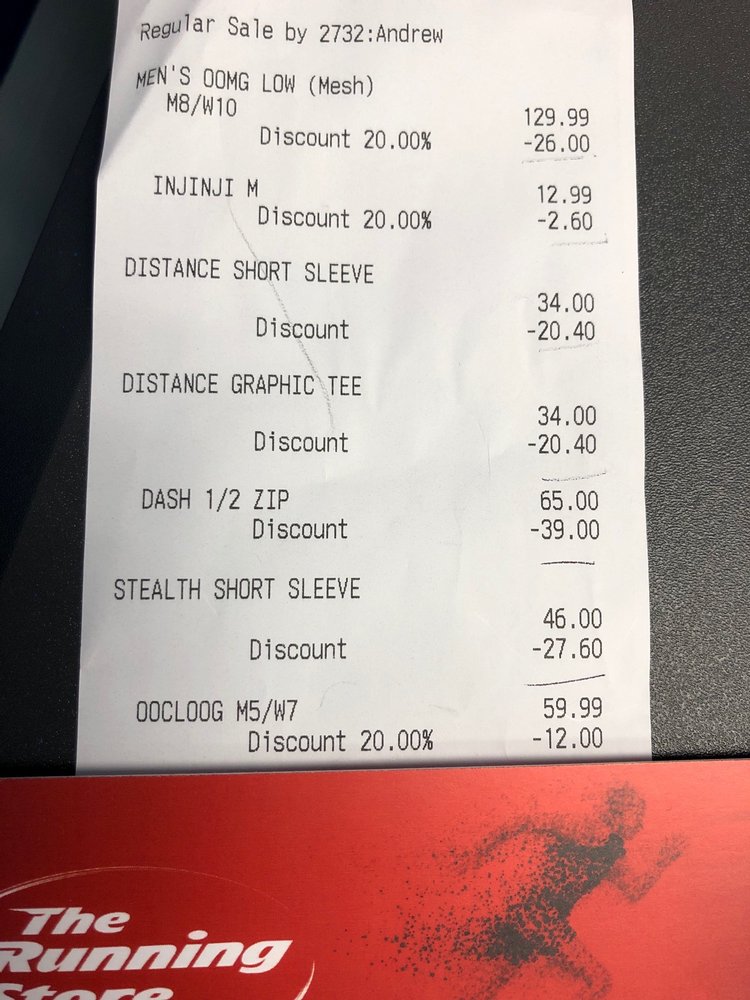 Regular Sale by 2732:Andrew
MEN'S OOMG LOW (Mesh)
M8/W10 129.99
Discount 20.00% -26.00
INJINJI M 12.99
Discount 20.00% -2.60
DISTANCE SHORT SLEEVE
34.00
Discount -20.40
DISTANCE GRAPHIC TEE
34.00
Discount -20.40
DASH 1/2 ZIP 65.00
Discount -39.00
STEALTH SHORT SLEEVE
46.00
Discount -27.60
OOCLOOG M5/W7 59.99
Discount 20.00% -12.00
The
Running
Store